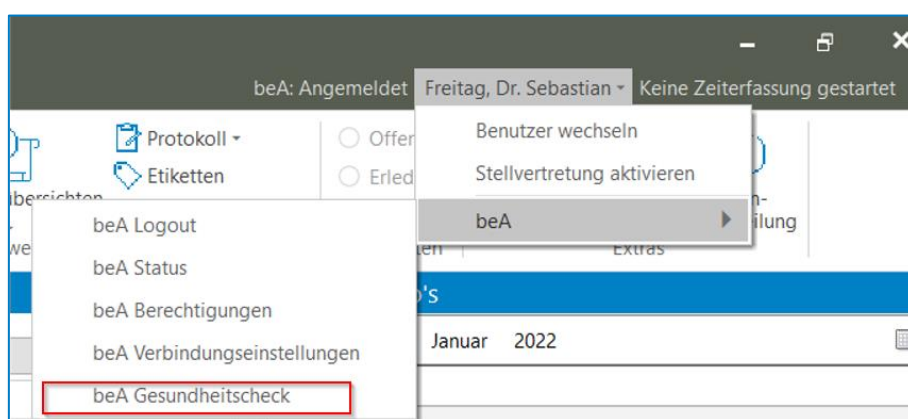 beA: Angemeldet Freitag, Dr. Sebastian Keine Zeiterfassung gestartet
Benutzer wechseln
Stellvertretung aktivieren
beA
Protokoll
Etiketten
beA Logout
beA Status
beA Berechtigungen
beA Verbindungseinstellungen
beA Gesundheitscheck
Januar 2022